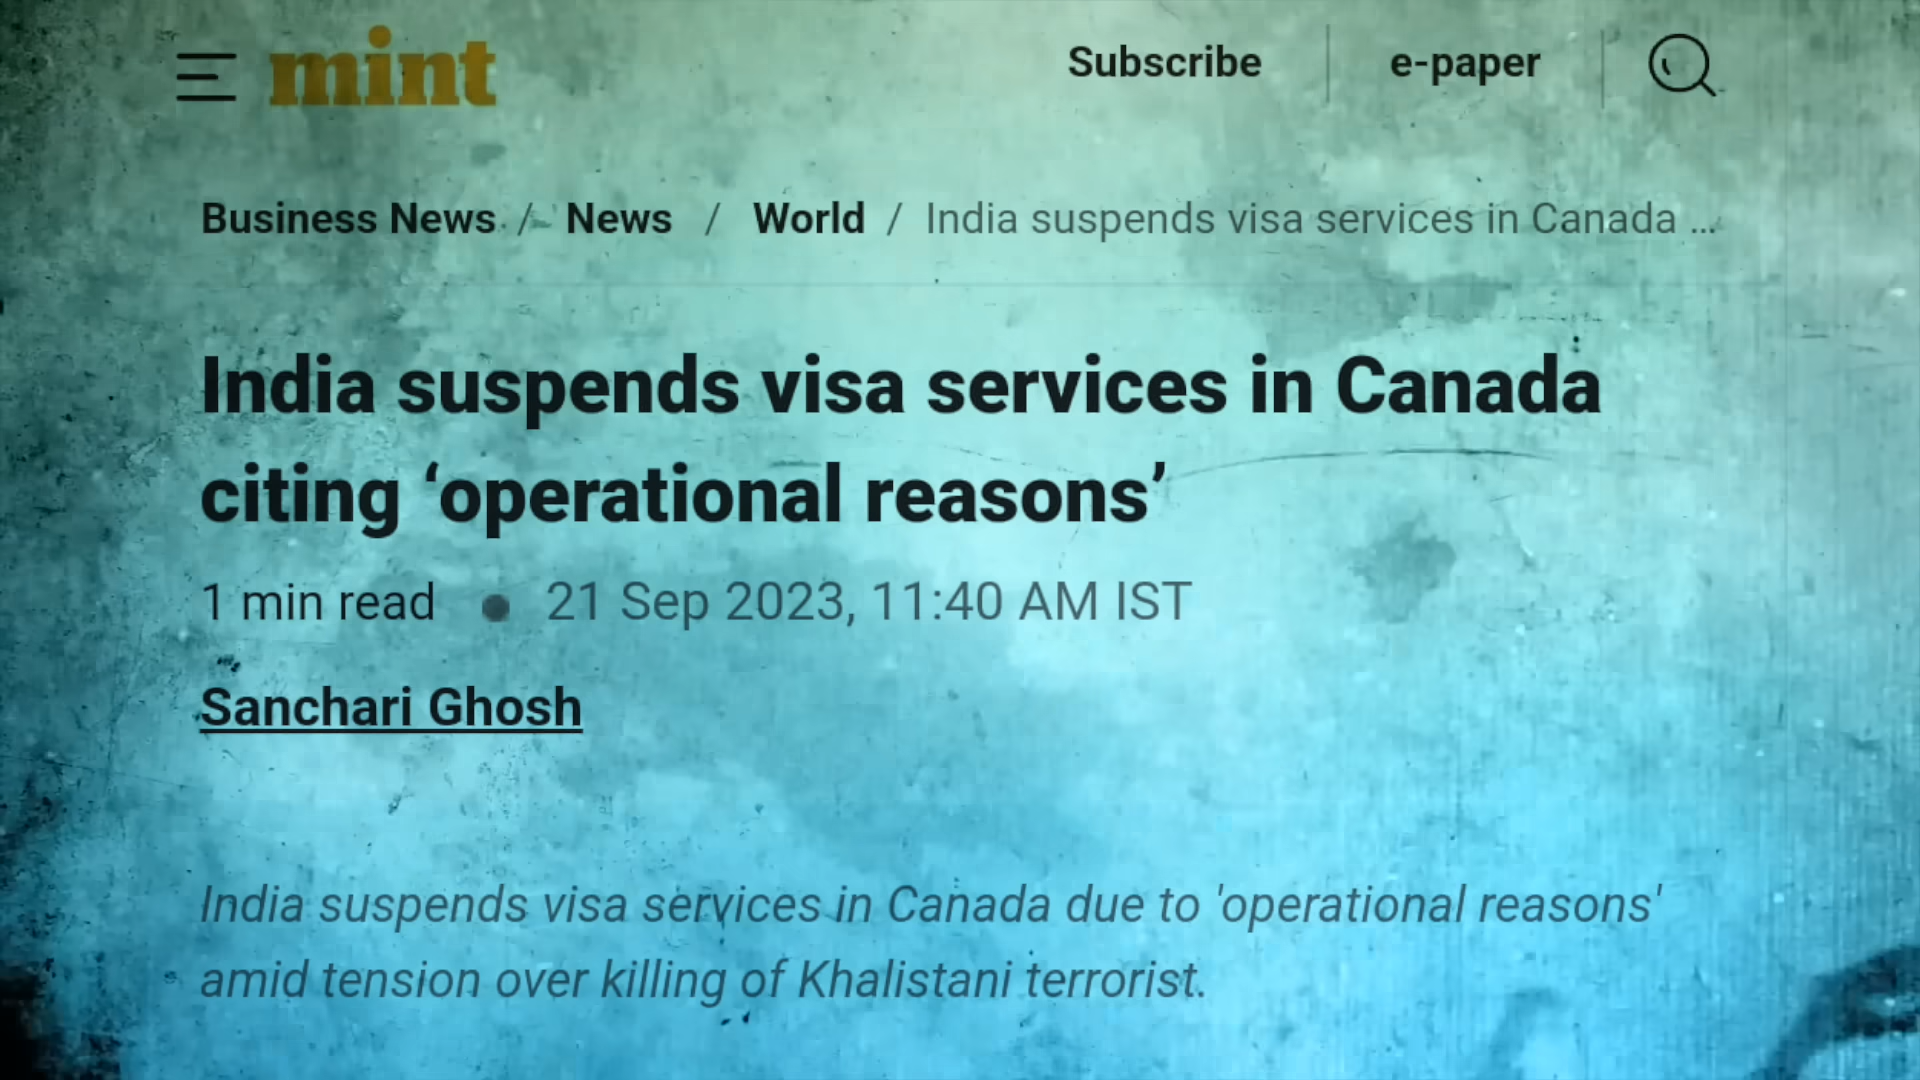 mint
Subscribe
e-paper
Business News / News / World / India suspends visa services in Canada ...
India suspends visa services in Canada
citing ‘operational reasons’
1 min read • 21 Sep 2023, 11:40 AM IST
Sanchari Ghosh
India suspends visa services in Canada due to 'operational reasons'
amid tension over killing of Khalistani terrorist.